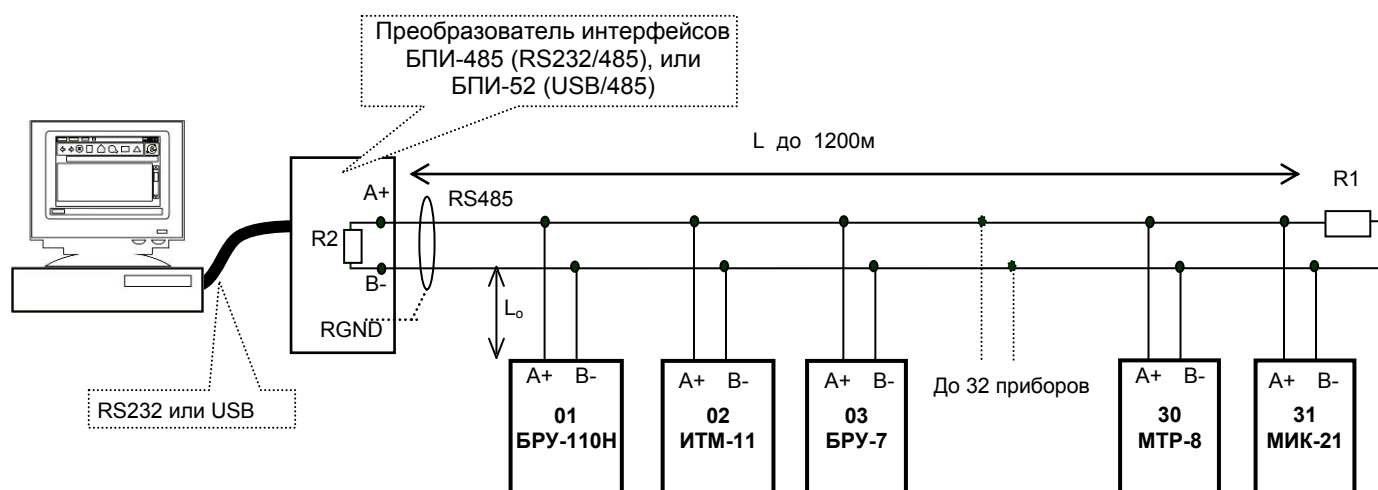 Преобразователь интерфейсов
БПИ-485 (RS232/485), или
БПИ-52 (USB/485)
L до 1200м
R1
A+
RS485
R2
B-
RGND
Lo
RS232 или USB
До 32 приборов
A+ B-
01
БРУ-110Н
A+ B-
02
ИТМ-11
A+ B-
03
БРУ-7
A+ B-
30
МТР-8
A+ B-
31
МИК-21